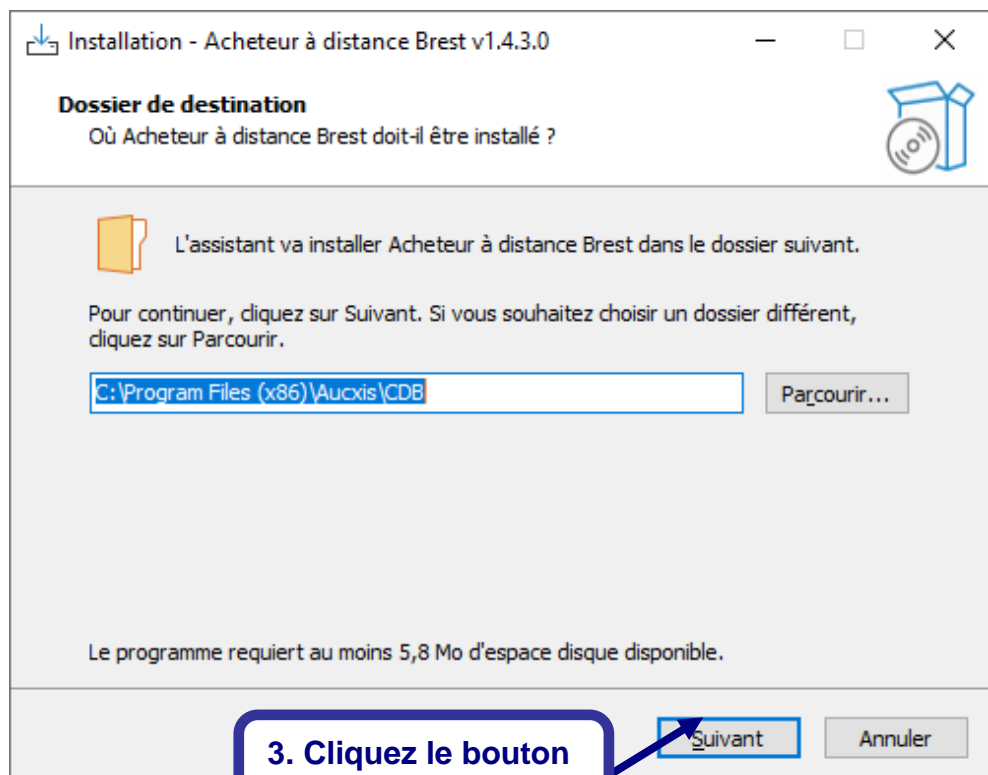 Installation - Acheteur à distance Brest v1.4.3.0
Dossier de destination
Où Acheteur à distance Brest doit-il être installé ?
L'assistant va installer Acheteur à distance Brest dans le dossier suivant.
Pour continuer, cliquez sur Suivant. Si vous souhaitez choisir un dossier différent,
cliquez sur Parcourir.
C:\Program Files (x86)\Aucxis\CDB
Parcourir...
Le programme requiert au moins 5,8 Mo d'espace disque disponible.
3. Cliquez le bouton
Suivant
Annuler